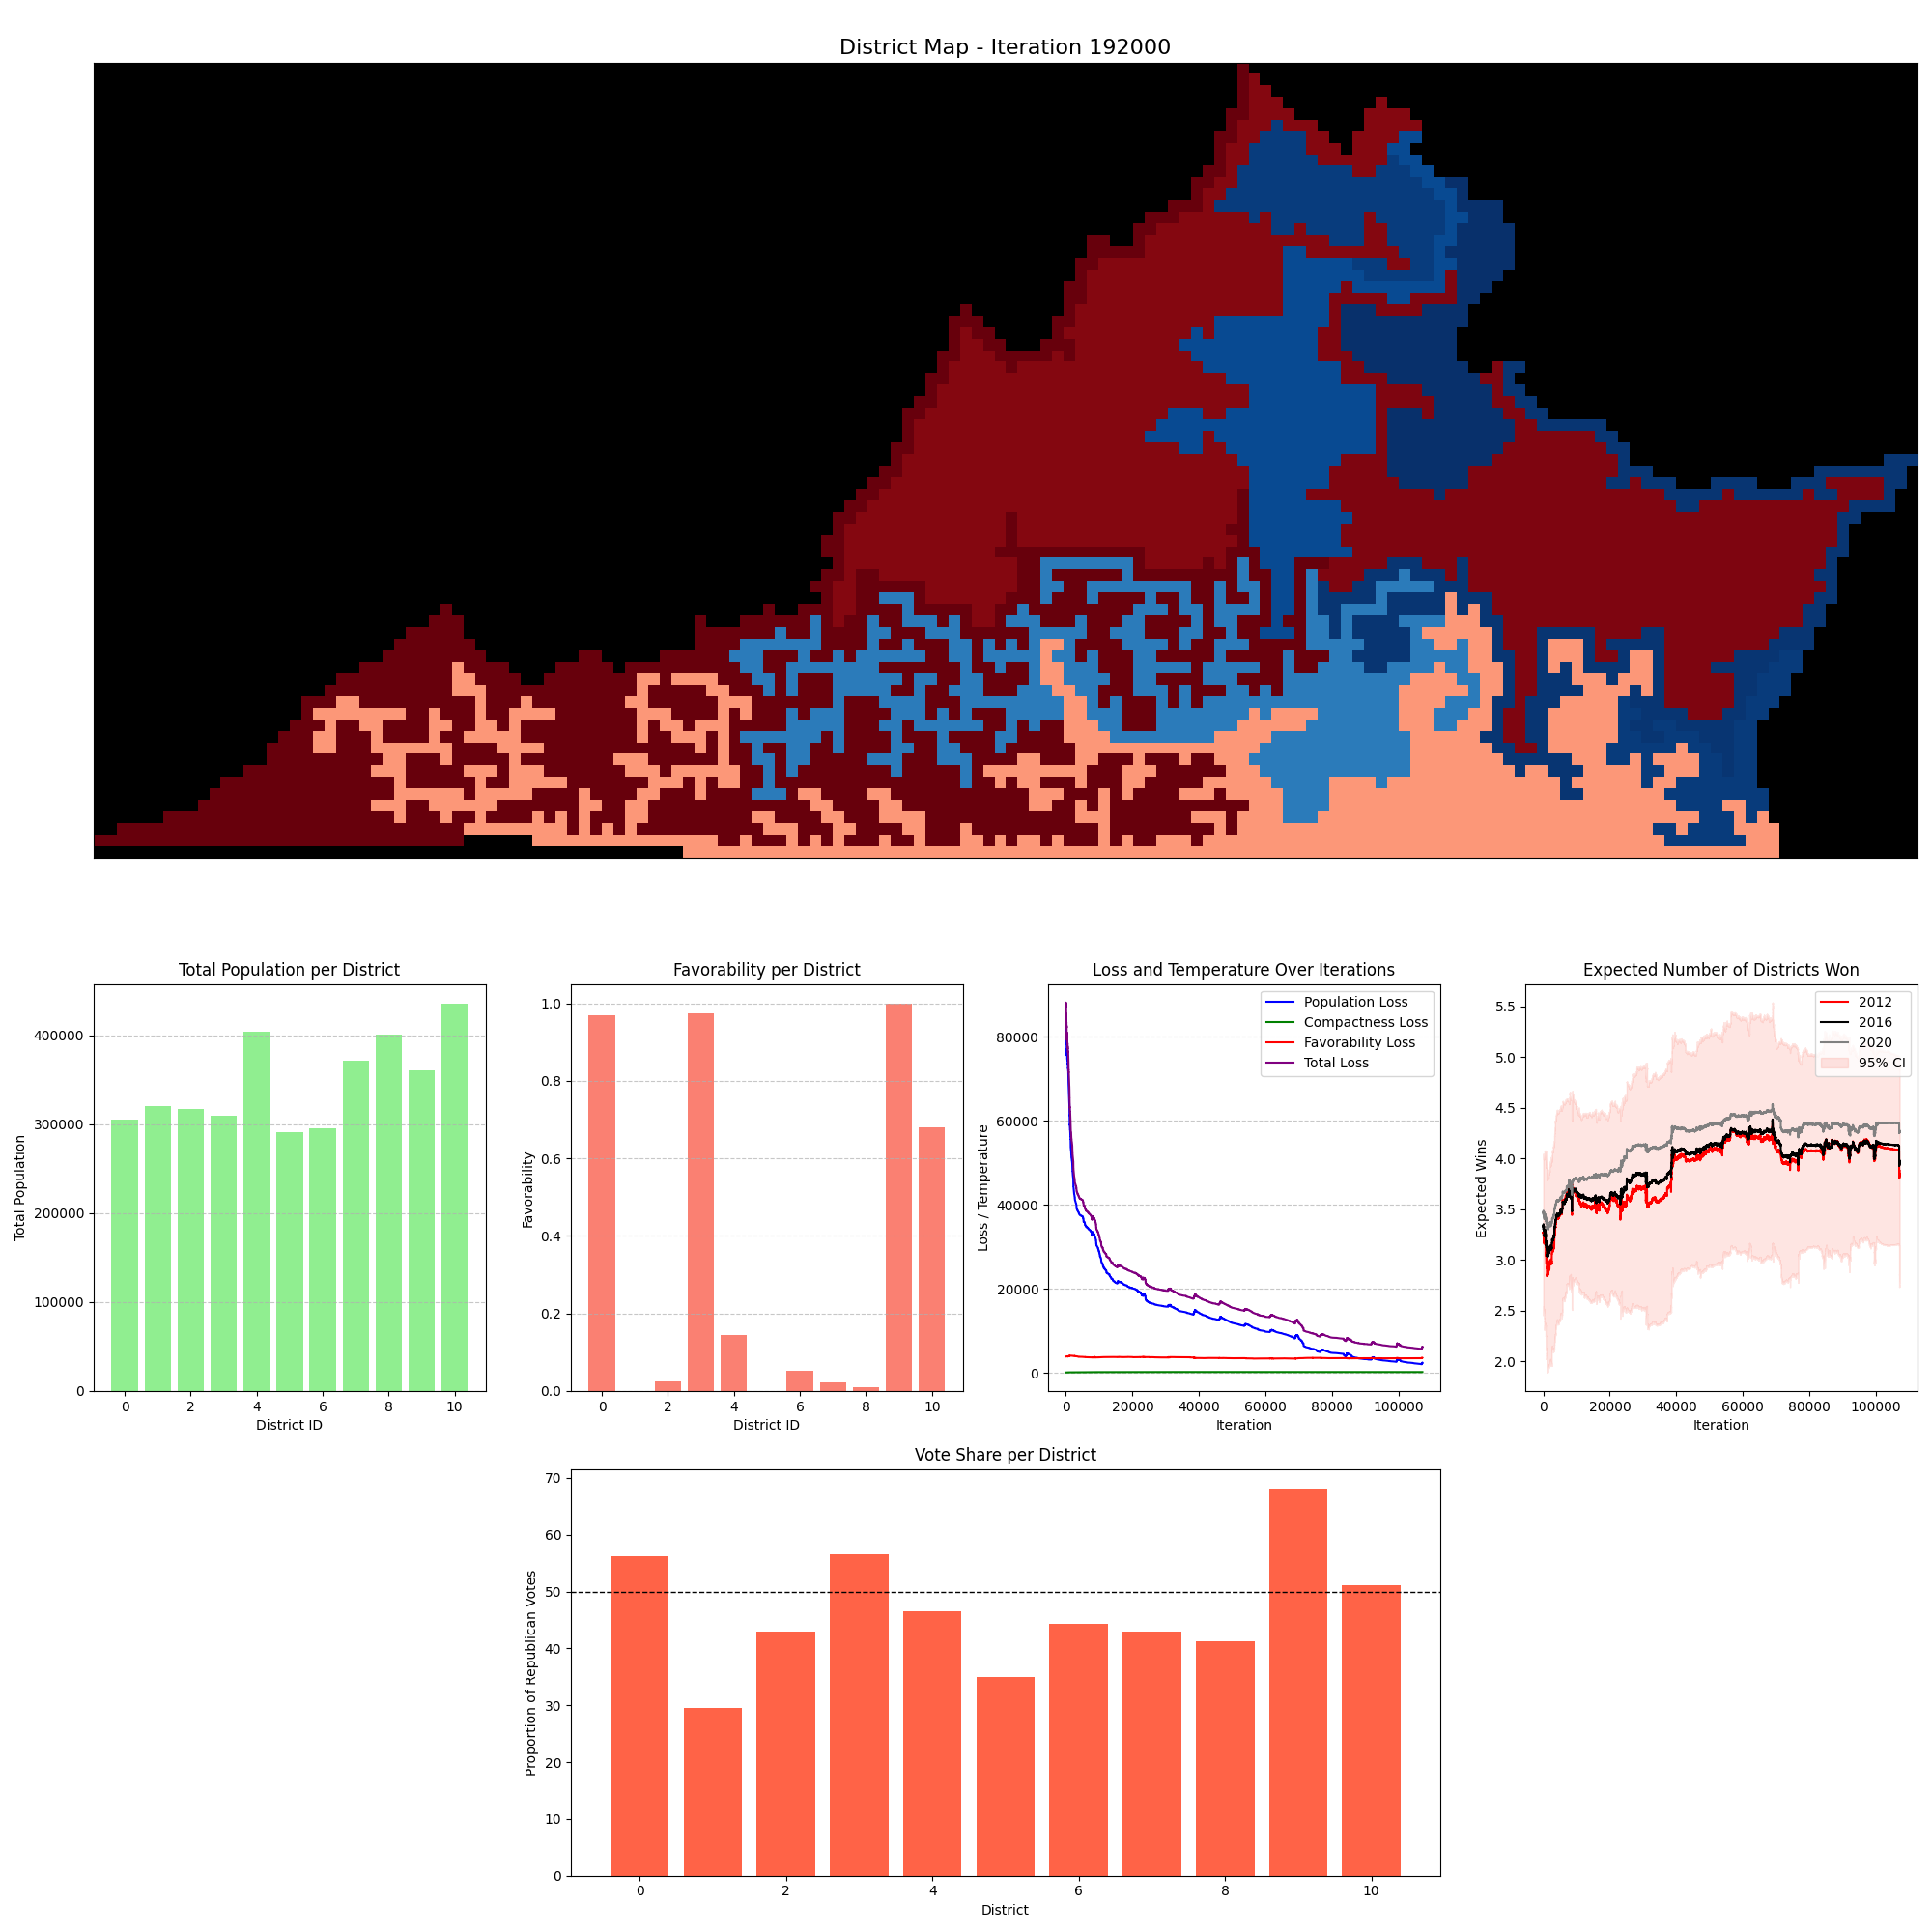 District Map - Iteration 192000
Total Population per District
Total Population
400000
300000
200000
100000
0
0 2 4 6 8 10
District ID
Favorability per District
Favorability
1.0
0.8
0.6
0.4
0.2
0.0
0 2 4 6 8 10
District ID
Loss and Temperature Over Iterations
Loss / Temperature
80000
60000
40000
20000
0
Population Loss
Compactness Loss
Favorability Loss
Total Loss
0 20000 40000 60000 80000 100000
Iteration
Expected Number of Districts Won
Expected Wins
5.5
5.0
4.5
4.0
3.5
3.0
2.5
2.0
2012
2016
2020
95% CI
0 20000 40000 60000 80000 100000
Iteration
Vote Share per District
Proportion of Republican Votes
70
60
50
40
30
20
10
0
0 2 4 6 8 10
District